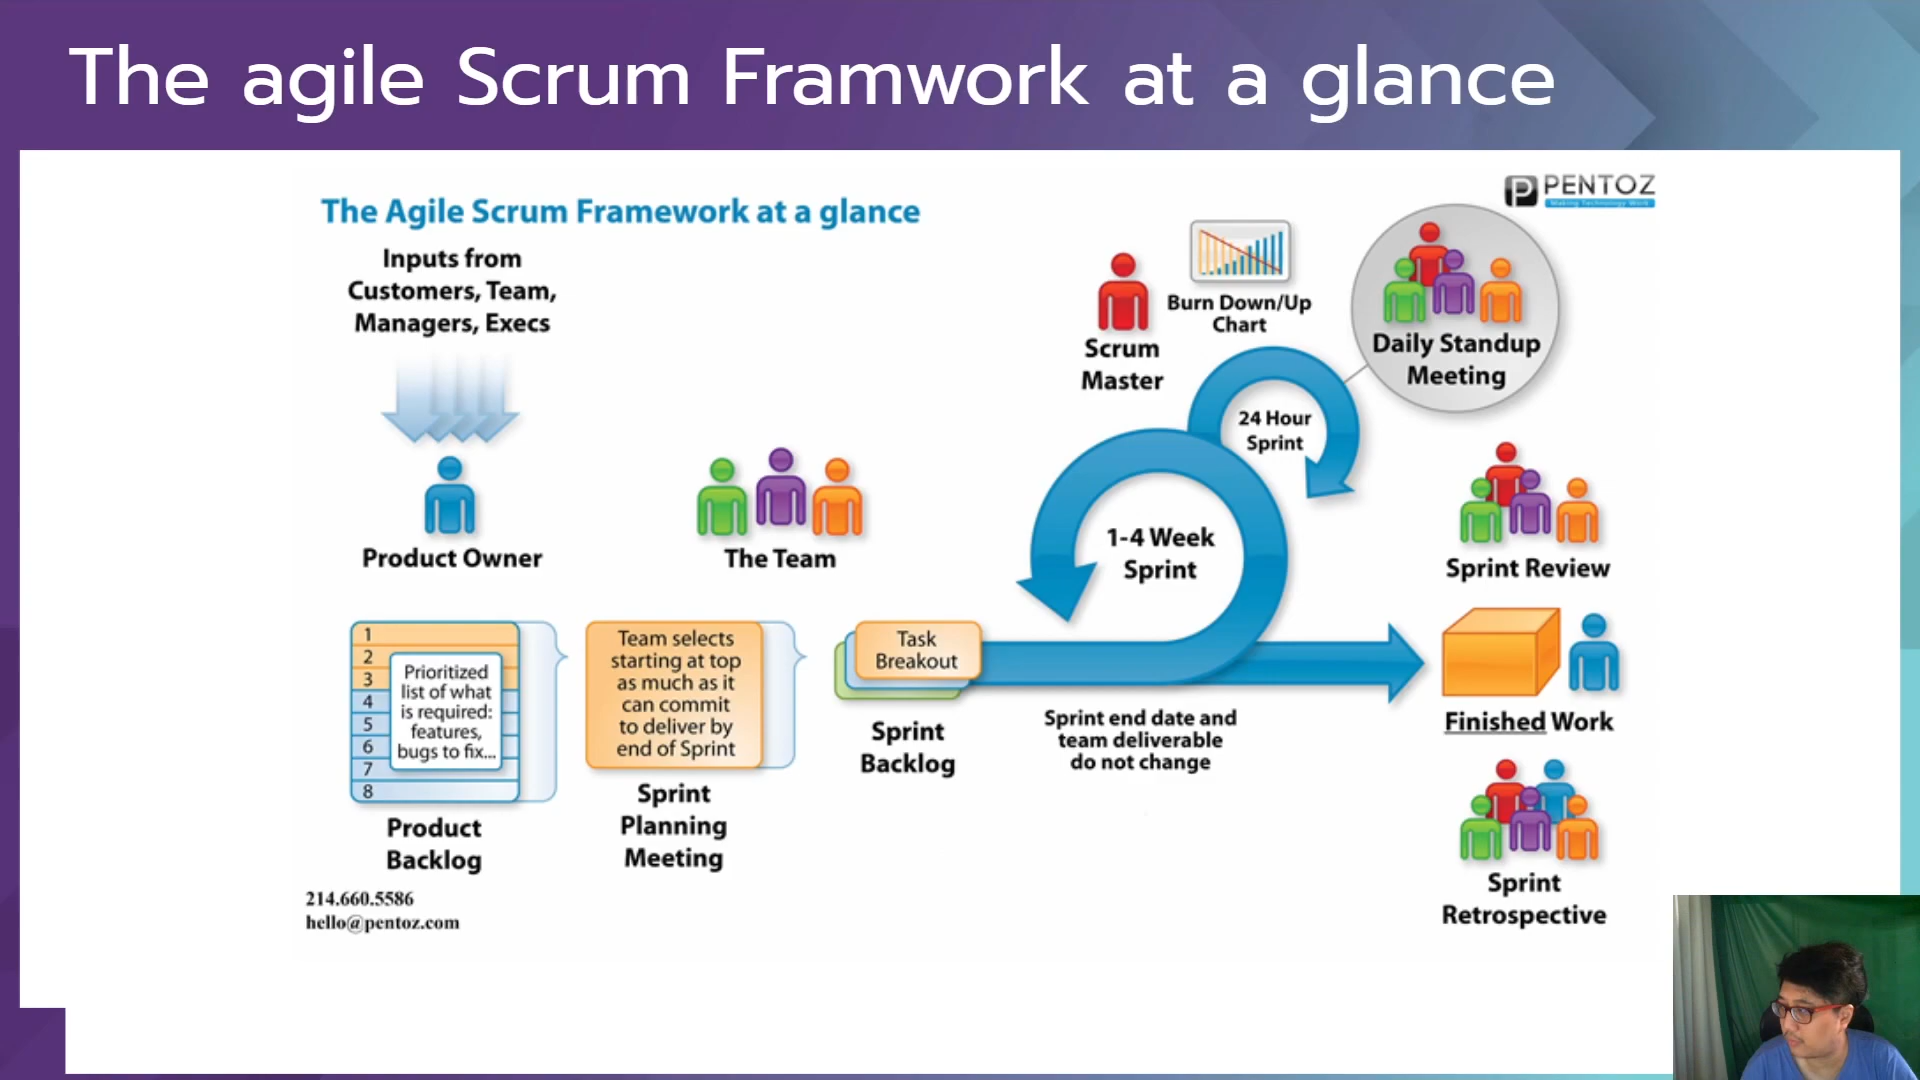 The agile Scrum Framwork at a glance
PENTOZ
Making Technology Work
The Agile Scrum Framework at a glance
Inputs from
Customers, Team,
Managers, Execs
Product Owner
The Team
Scrum
Master
Burn Down/Up
Chart
24 Hour
Sprint
Daily Standup
Meeting
1-4 Week
Sprint
Sprint Review
1
2
3
4
5
6
7
8
Prioritized
list of what
is required:
features,
bugs to fix...
Product
Backlog
Team selects
starting at top
as much as it
can commit
to deliver by
end of Sprint
Sprint
Planning
Meeting
Task
Breakout
Sprint
Backlog
Sprint end date and
team deliverable
do not change
Finished Work
Sprint
Retrospective
214.660.5586
hello@pentoz.com